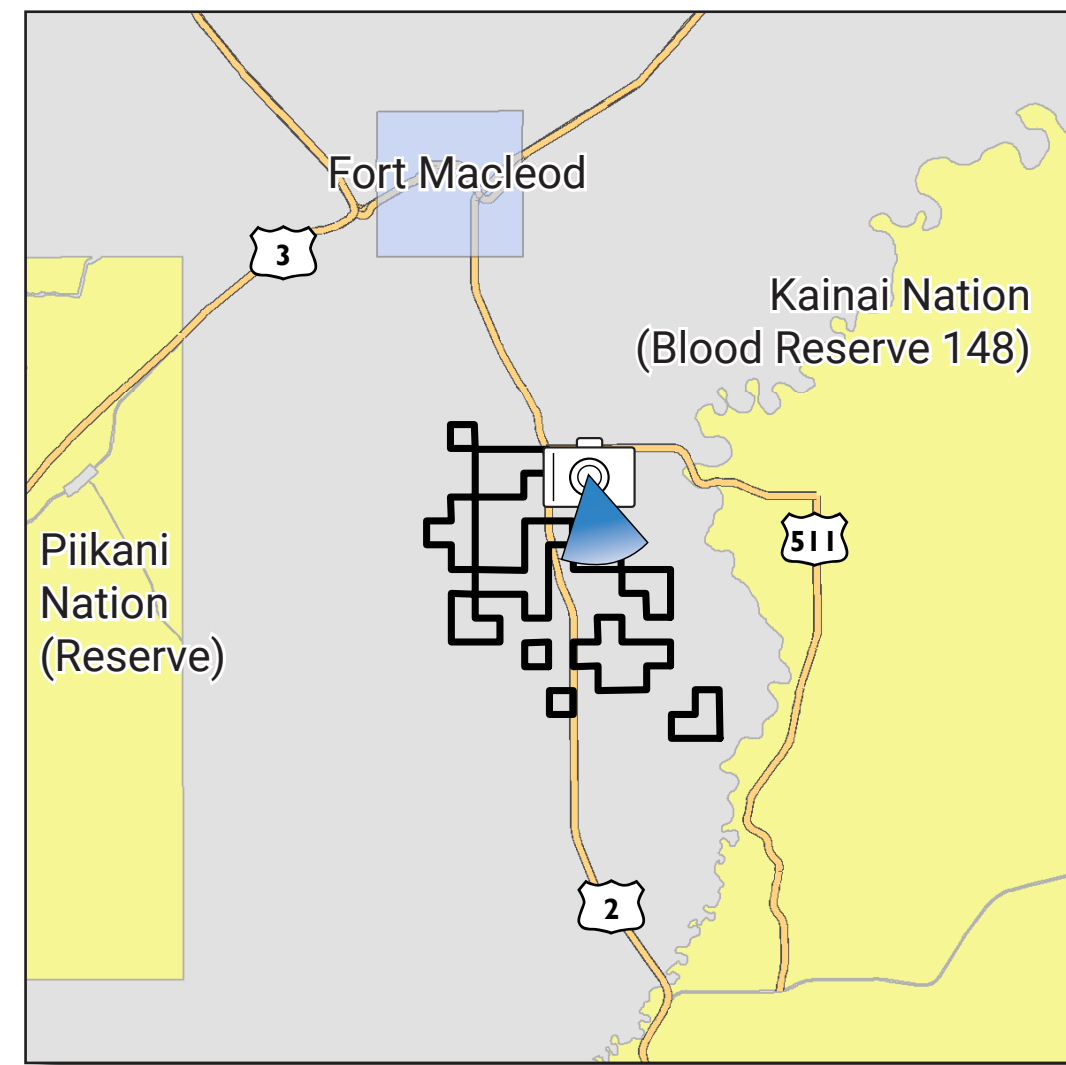 Fort Macleod
3
Kainai Nation
(Blood Reserve 148)
Piikani
Nation
(Reserve)
511
2